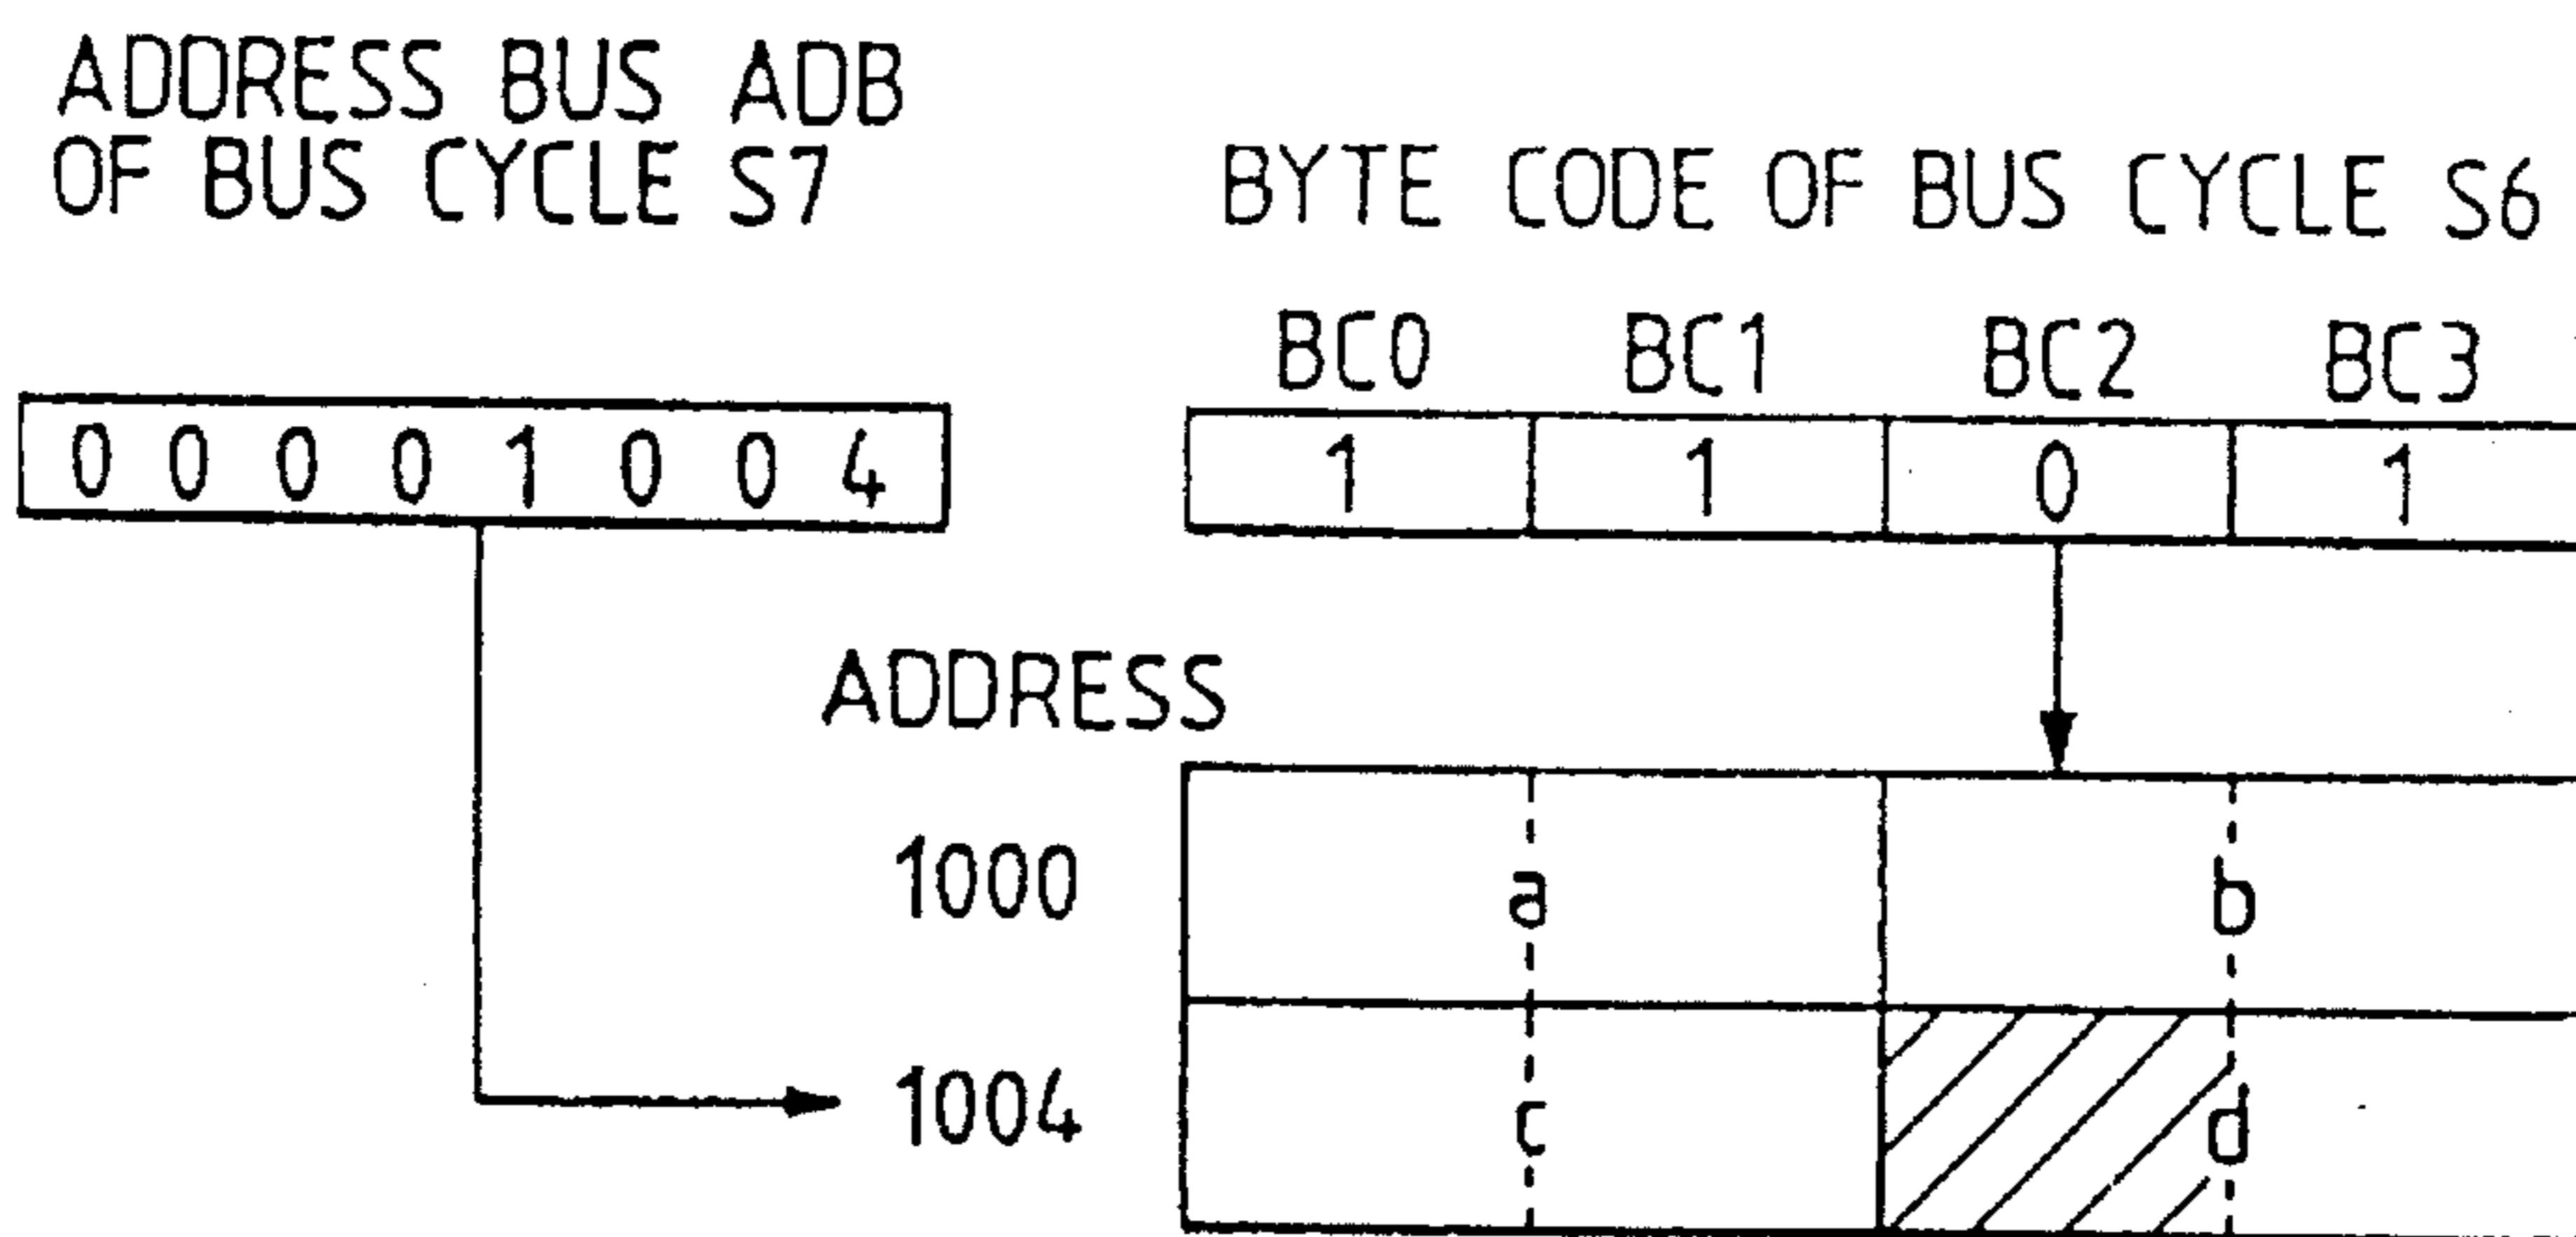 ADDRESS BUS ADB
OF BUS CYCLE S7
BYTE CODE OF BUS CYCLE S6
BC0 BC1 BC2 BC3
0 0 0 0 1 0 0 4
1 1 0 1
ADDRESS
1000 a b
1004 c d